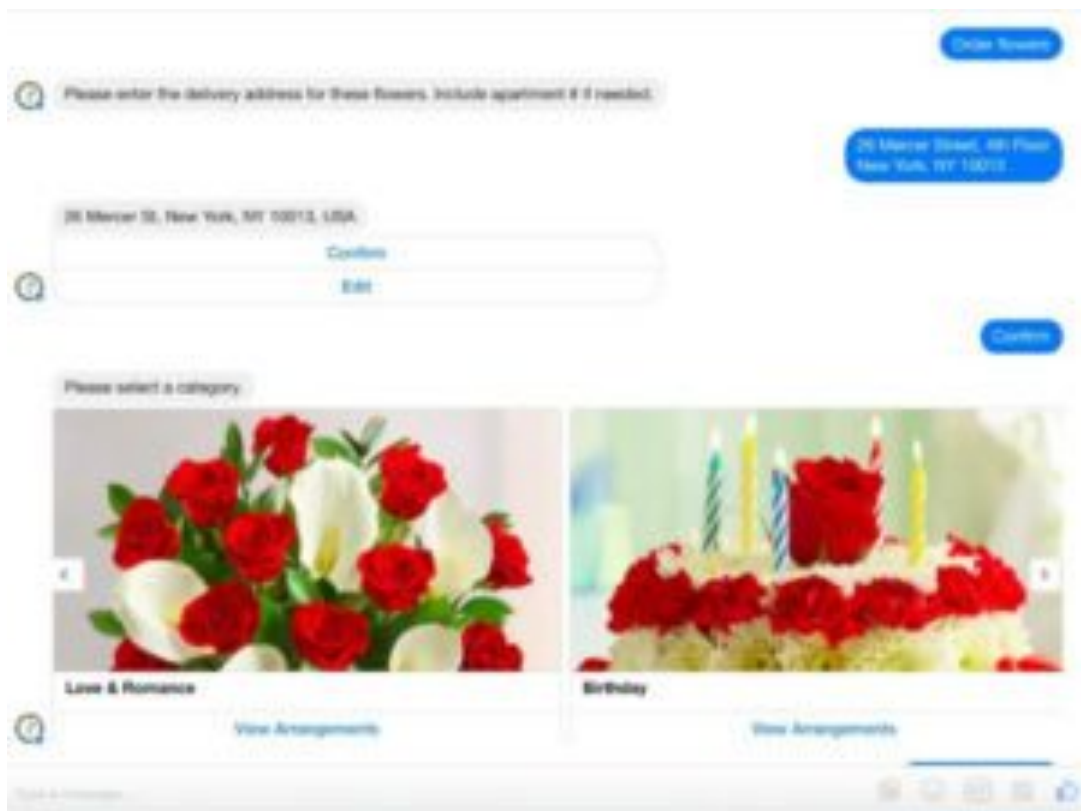 Order flowers
Please enter the delivery address for these flowers. Include apartment # if needed.
26 Mercer Street, 4th Floor
New York, NY 10013
26 Mercer St, New York, NY 10013, USA
Confirm
Edit
Confirm
Please select a category.
Love & Romance
Birthday
View Arrangements
View Arrangements
Type a message...